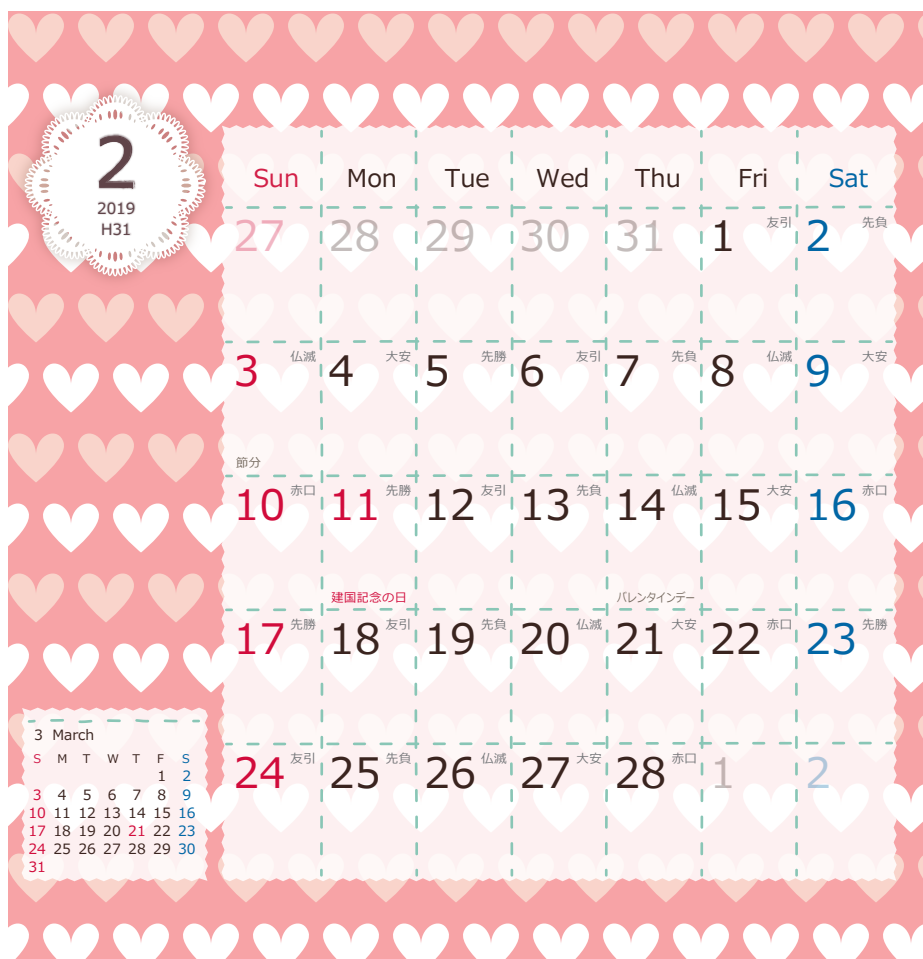 2
2019
H31
Sun Mon Tue Wed Thu Fri Sat
27 28 29 30 31 1 友引 2 先負
3 仏滅 4 大安 5 先勝 6 友引 7 先負 8 仏滅 9 大安
節分
10 赤口 11 先勝 12 友引 13 先負 14 仏滅 15 大安 16 赤口
建国記念の日 バレンタインデー
17 先勝 18 友引 19 先負 20 仏滅 21 大安 22 赤口 23 先勝
24 友引 25 先負 26 仏滅 27 大安 28 赤口 1 2
3 March
S M T W T F S
1 2
3 4 5 6 7 8 9
10 11 12 13 14 15 16
17 18 19 20 21 22 23
24 25 26 27 28 29 30
31